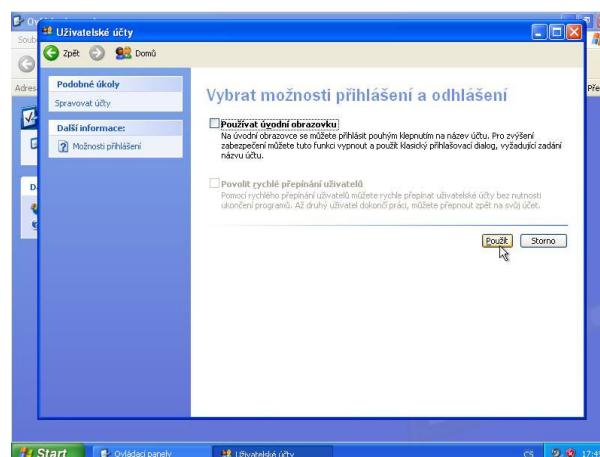 Uživatelské účty
Zpět
Domů
Podobné úkoly
Spravovat účty
Další informace:
Možnosti přihlášení
Vybrat možnosti přihlášení a odhlášení
Používat úvodní obrazovku
Na úvodní obrazovce se můžete přihlásit pouhým klepnutím na název účtu. Pro zvýšení
zabezpečení můžete tuto funkci vypnout a použít klasický přihlašovací dialog, vyžadující zadání
názvu účtu.
Povolit rychlé přepínání uživatelů
Pomocí rychlého přepínání uživatelů můžete rychle přepínat uživatelské účty bez nutnosti
ukončení programů. Až druhý uživatel dokončí práci, můžete přepnout zpět na svůj účet.
Použít
Storno
Start
Ovládací panely
Uživatelské účty
CS